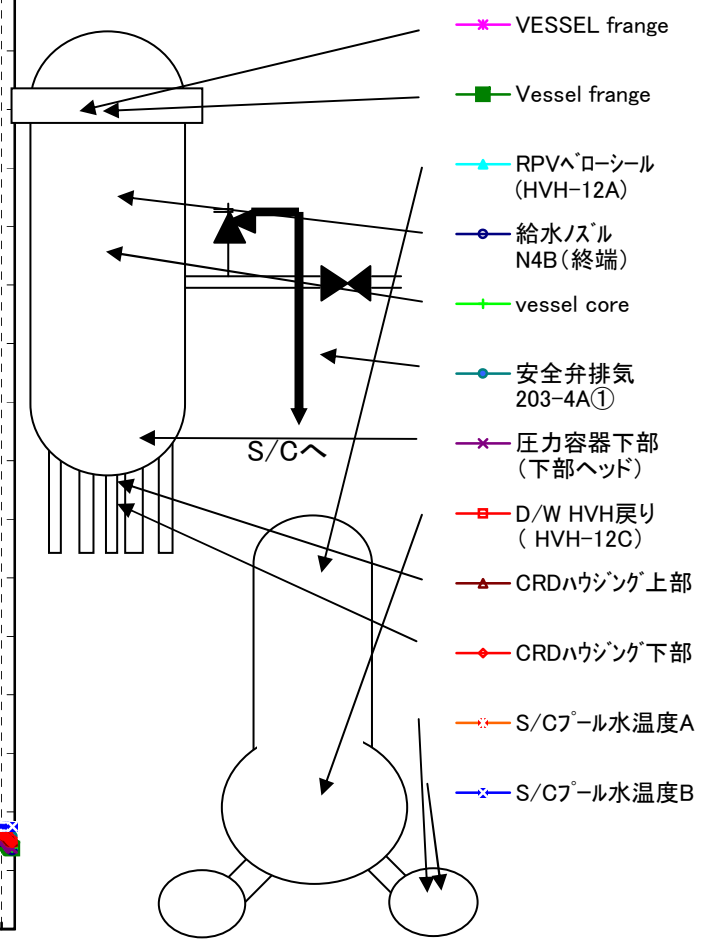 VESSEL frange
Vessel frange
RPVﾍﾞﾛｰｼｰﾙ
(HVH-12A)
給水ﾉｽﾞﾙ
N4B(終端)
vessel core
安全弁排気
203-4A①
圧力容器下部
(下部ヘッド)
S/Cへ
D/W HVH戻り
( HVH-12C)
CRDﾊｳｼﾞﾝｸﾞ上部
CRDﾊｳｼﾞﾝｸﾞ下部
S/Cﾌﾟｰﾙ水温度A
S/Cﾌﾟｰﾙ水温度B